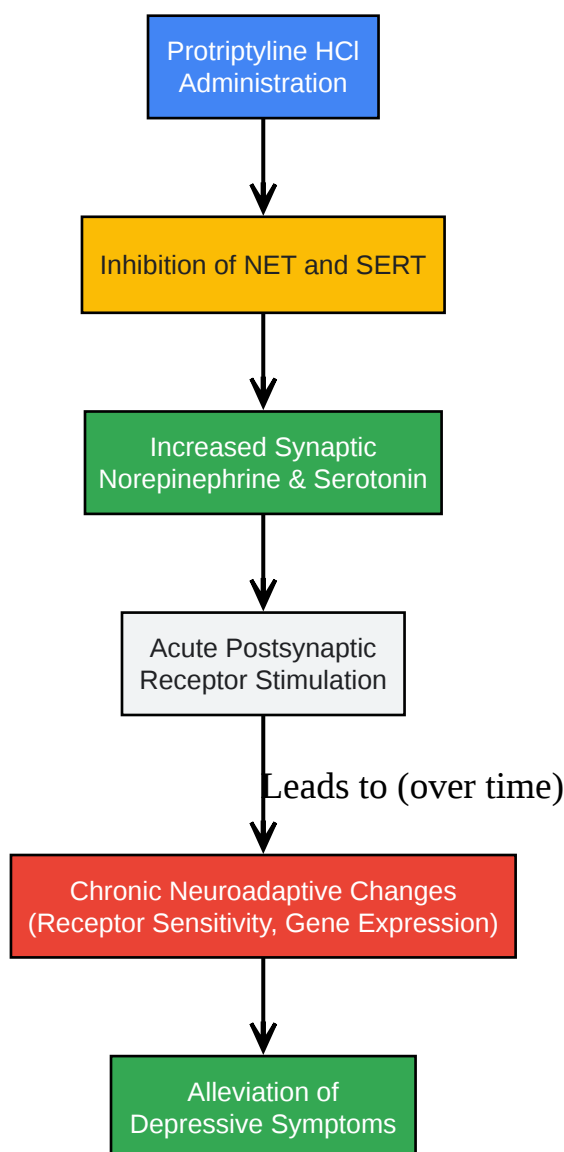 Protriptyline HCl
Administration
Inhibition of NET and SERT
Increased Synaptic
Norepinephrine & Serotonin
Acute Postsynaptic
Receptor Stimulation
Leads to (over time)
Chronic Neuroadaptive Changes
(Receptor Sensitivity, Gene Expression)
Alleviation of
Depressive Symptoms